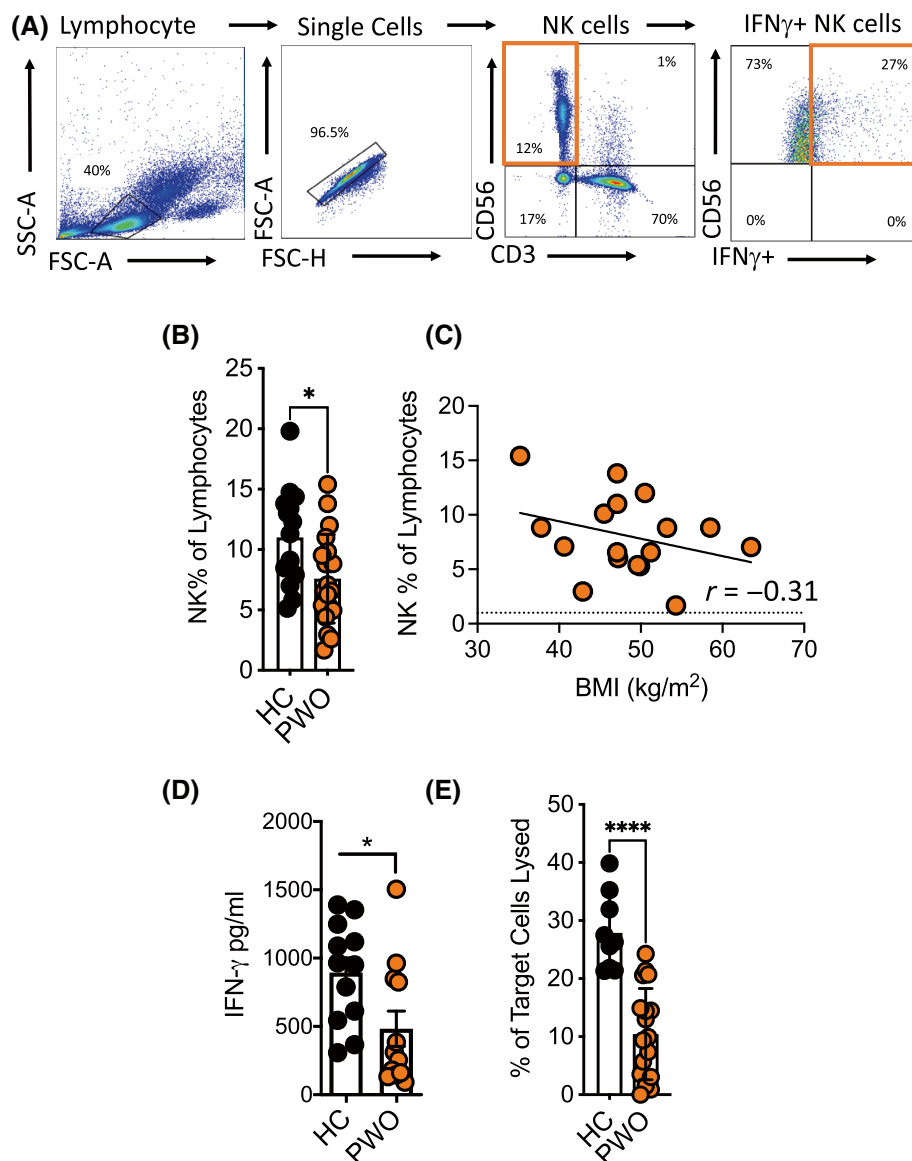 (A) Lymphocyte Single Cells NK cells IFNγ+ NK cells
SSC-A
40%
FSC-A
FSC-A
96.5%
FSC-H
CD56
1%
12%
17%
70%
CD3
CD56
73%
27%
0%
0%
IFNγ+
(B)
NK% of Lymphocytes
25
20
15
10
5
0
*
HC
PWO
(C)
NK % of Lymphocytes
20
15
10
5
0
r = −0.31
30 40 50 60 70
BMI (kg/m²)
(D)
IFN-γ pg/ml
2000
1500
1000
500
0
*
HC
PWO
(E)
% of Target Cells Lysed
50
40
30
20
10
0
****
HC
PWO